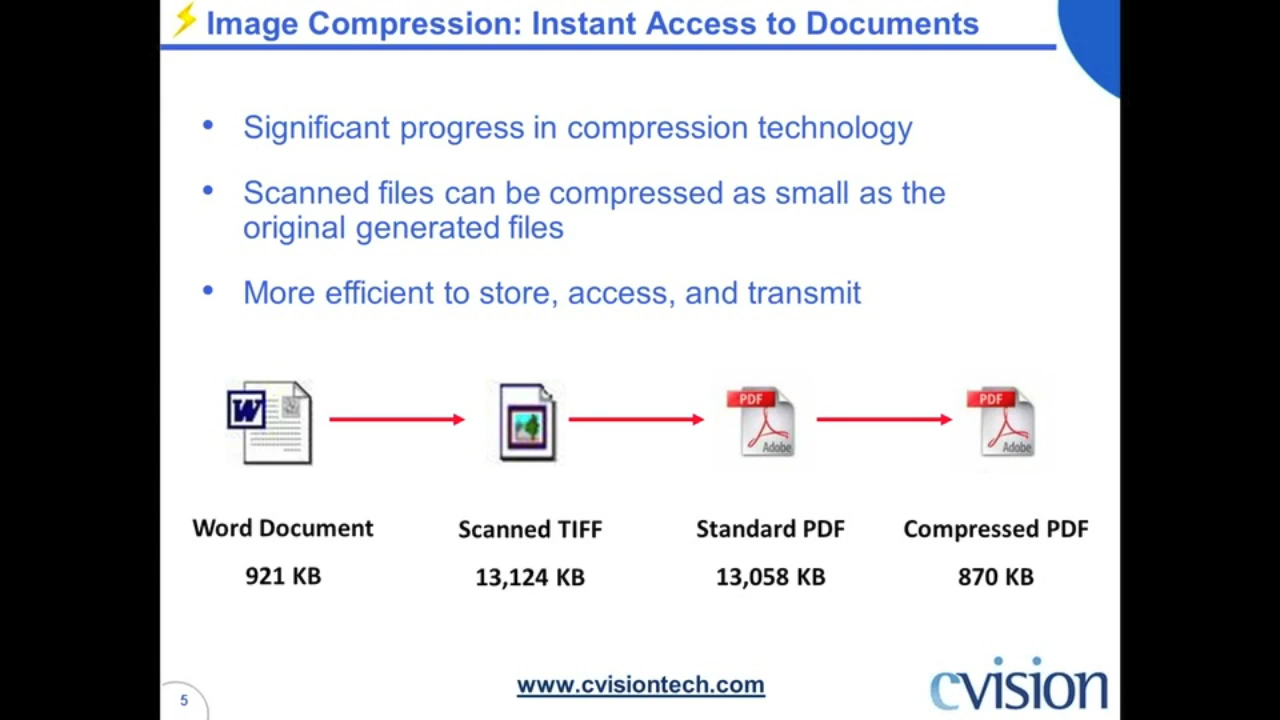 Image Compression: Instant Access to Documents
• Significant progress in compression technology
• Scanned files can be compressed as small as the
original generated files
• More efficient to store, access, and transmit
W
PDF
Adobe
PDF
Adobe
Word Document
Scanned TIFF
Standard PDF
Compressed PDF
921 KB
13,124 KB
13,058 KB
870 KB
5
www.cvisiontech.com
cvision